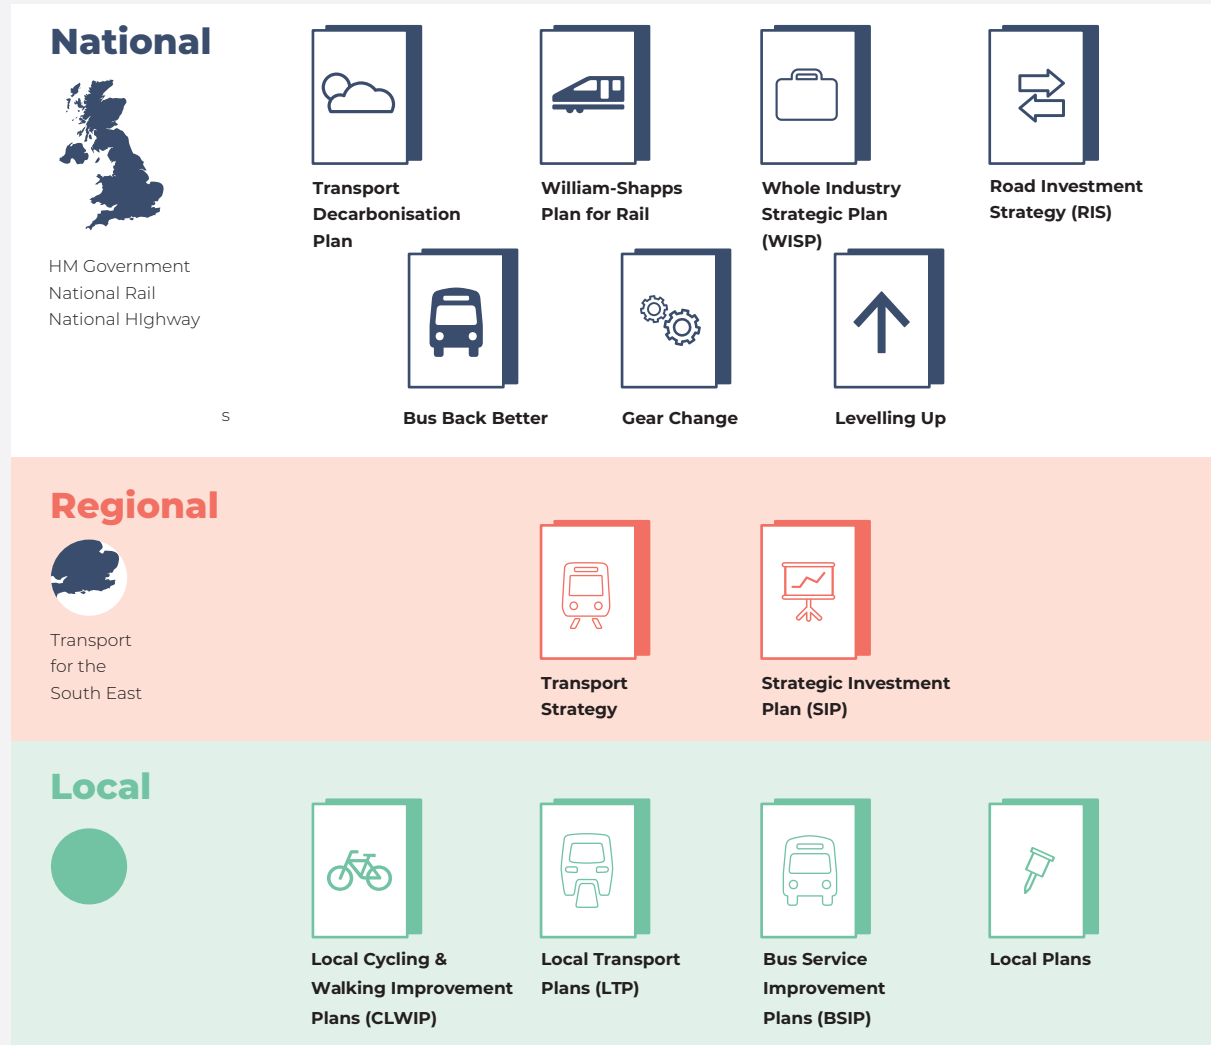 National
HM Government
National Rail
National HIghway
s
Transport
Decarbonisation
Plan
William-Shapps
Plan for Rail
Whole Industry
Strategic Plan
(WISP)
Road Investment
Strategy (RIS)
Bus Back Better
Gear Change
Levelling Up
Regional
Transport
for the
South East
Transport
Strategy
Strategic Investment
Plan (SIP)
Local
Local Cycling &
Walking Improvement
Plans (CLWIP)
Local Transport
Plans (LTP)
Bus Service
Improvement
Plans (BSIP)
Local Plans